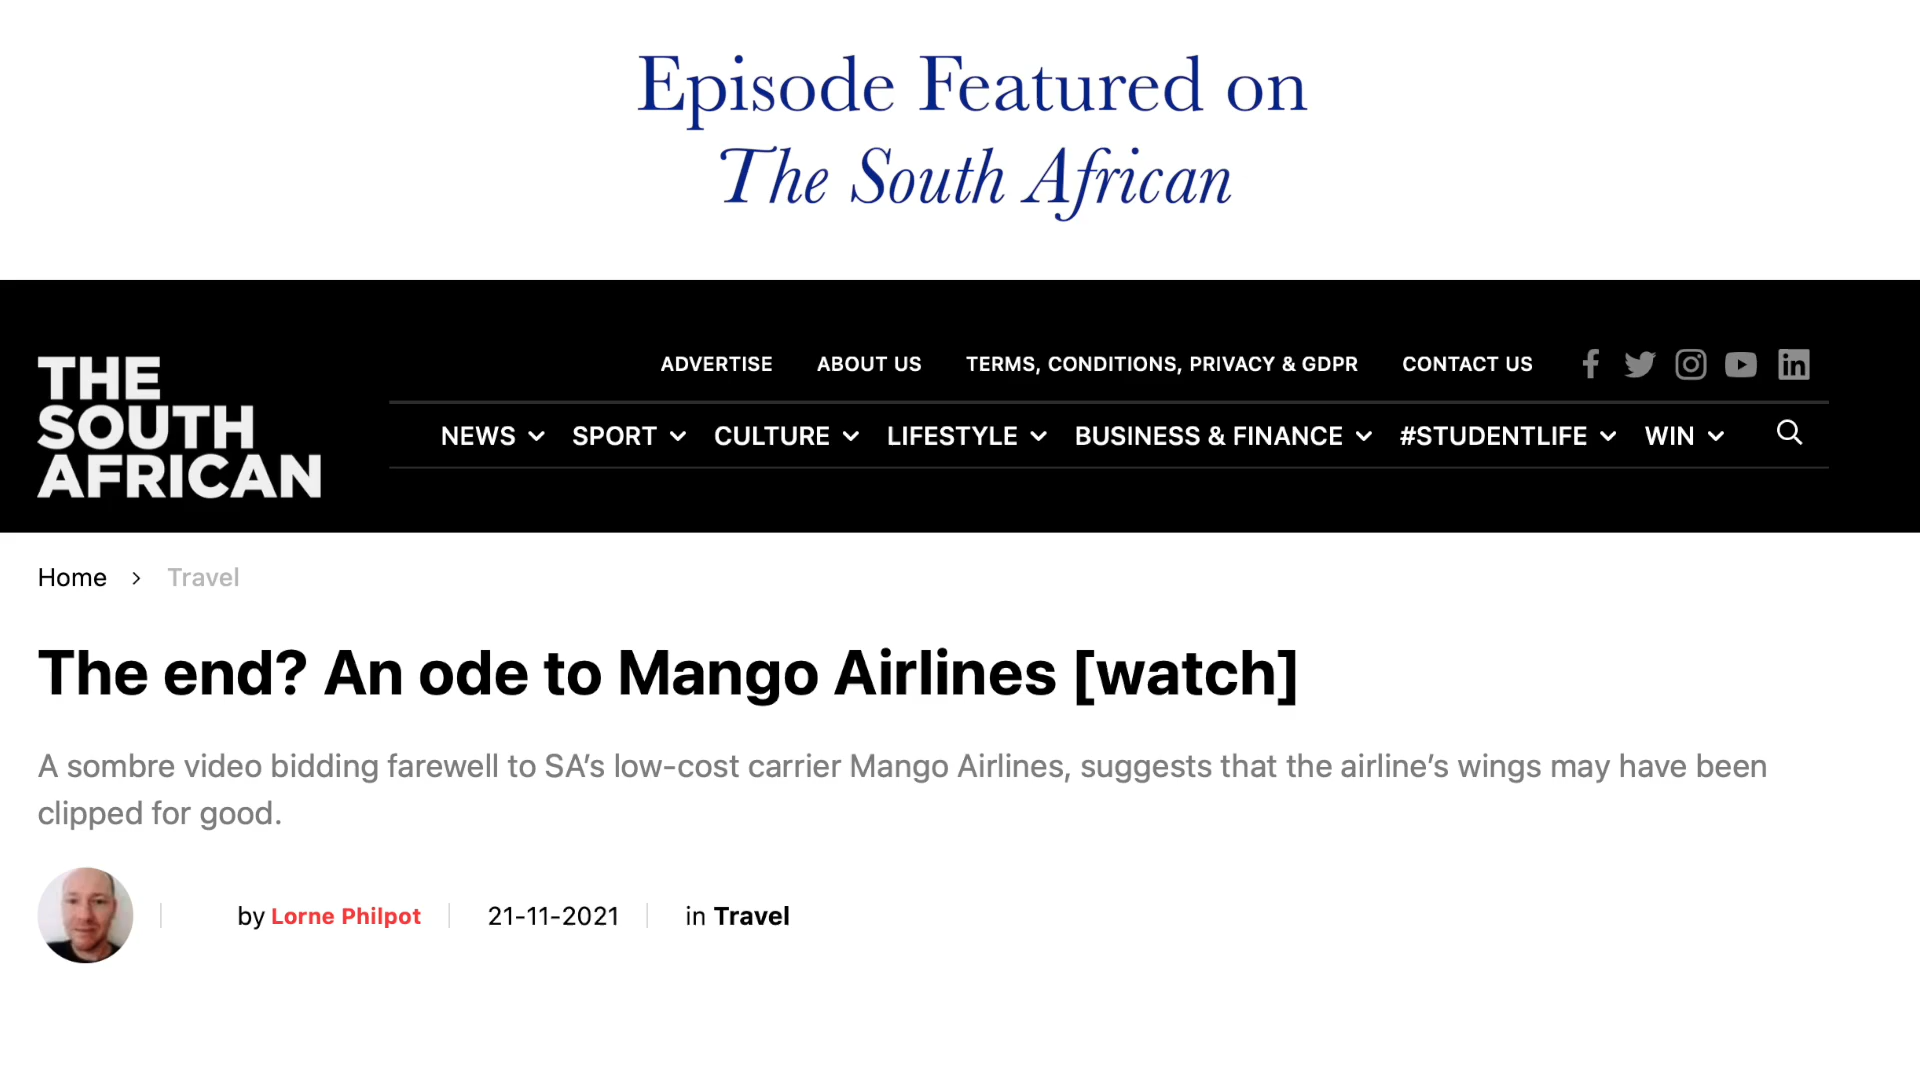 Episode Featured on
The South African
THE
SOUTH
AFRICAN
ADVERTISE ABOUT US TERMS, CONDITIONS, PRIVACY & GDPR CONTACT US
NEWS SPORT CULTURE LIFESTYLE BUSINESS & FINANCE #STUDENTLIFE WIN
Home > Travel
The end? An ode to Mango Airlines [watch]
A sombre video bidding farewell to SA’s low-cost carrier Mango Airlines, suggests that the airline’s wings may have been
clipped for good.
by Lorne Philpot 21-11-2021 in Travel